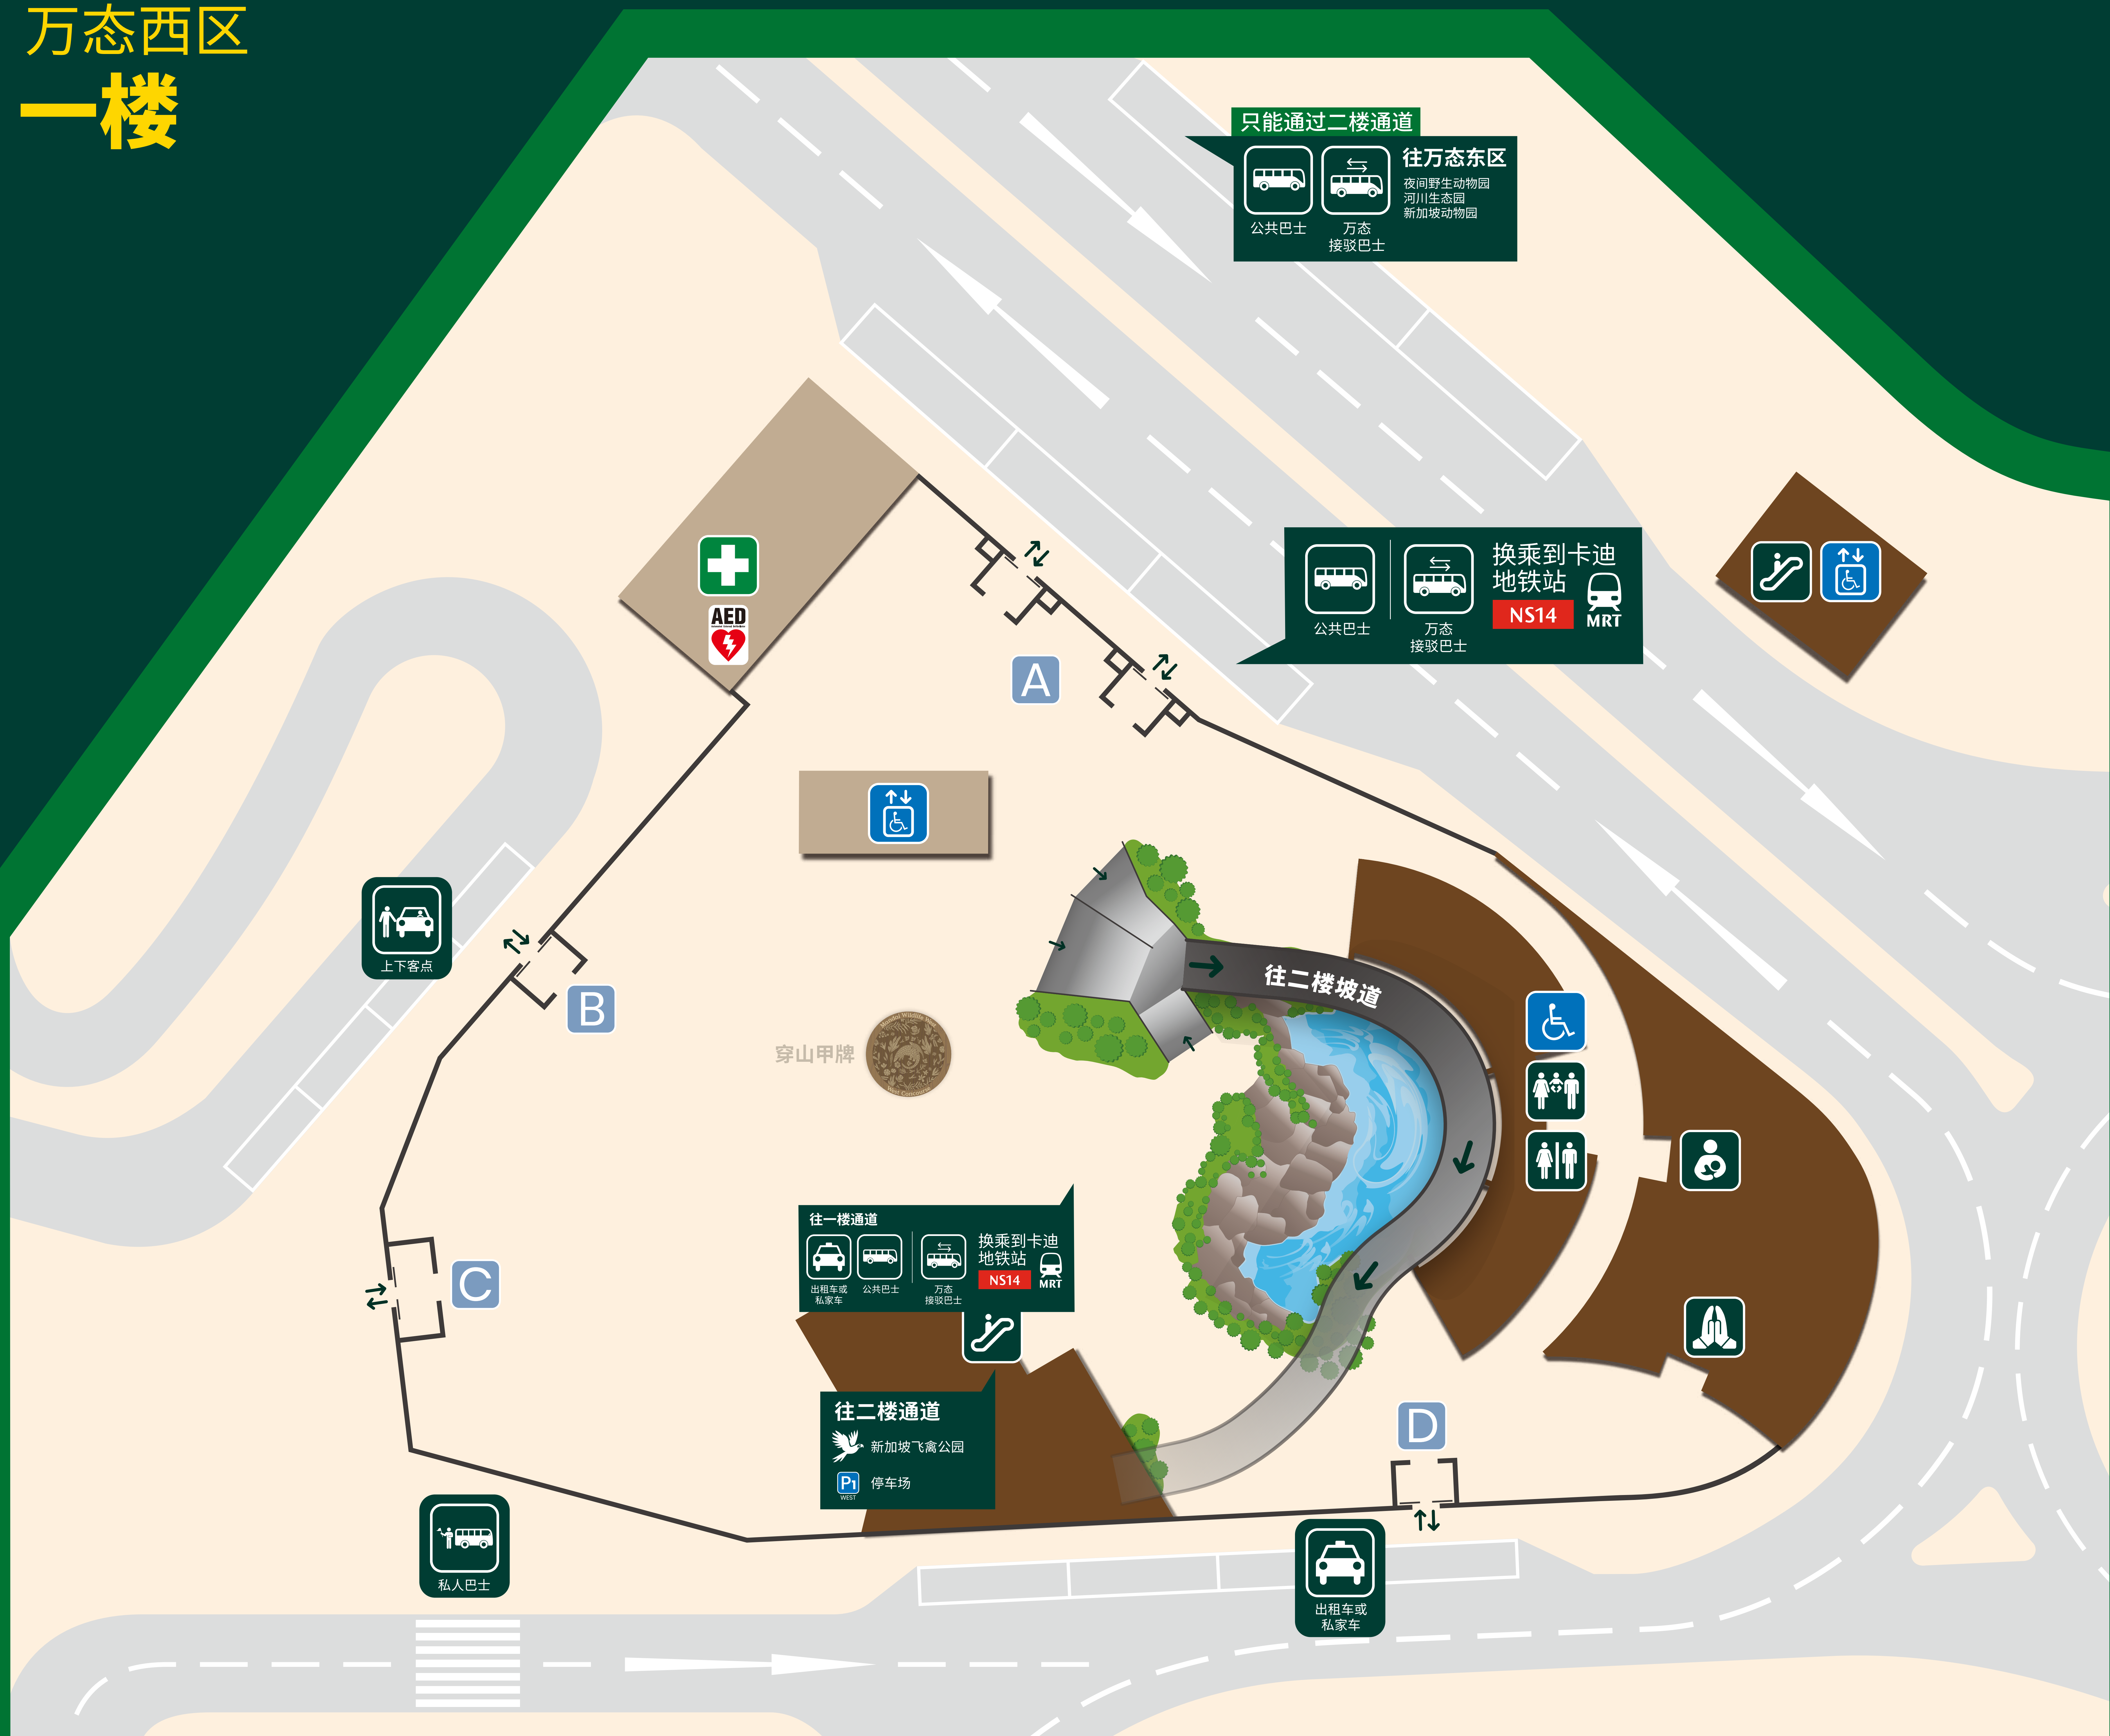 万态西区
一楼
只能通过二楼通道
公共巴士
万态
接驳巴士
往万态东区
夜间野生动物园
河川生态园
新加坡动物园
公共巴士
万态
接驳巴士
换乘到卡迪
地铁站
NS14
MRT
AED
A
上下客点
B
往二楼坡道
穿山甲牌
C
往一楼通道
出租车或
私家车
公共巴士
万态
接驳巴士
换乘到卡迪
地铁站
NS14
MRT
往二楼通道
新加坡飞禽公园
P1
WEST
停车场
D
私人巴士
出租车或
私家车